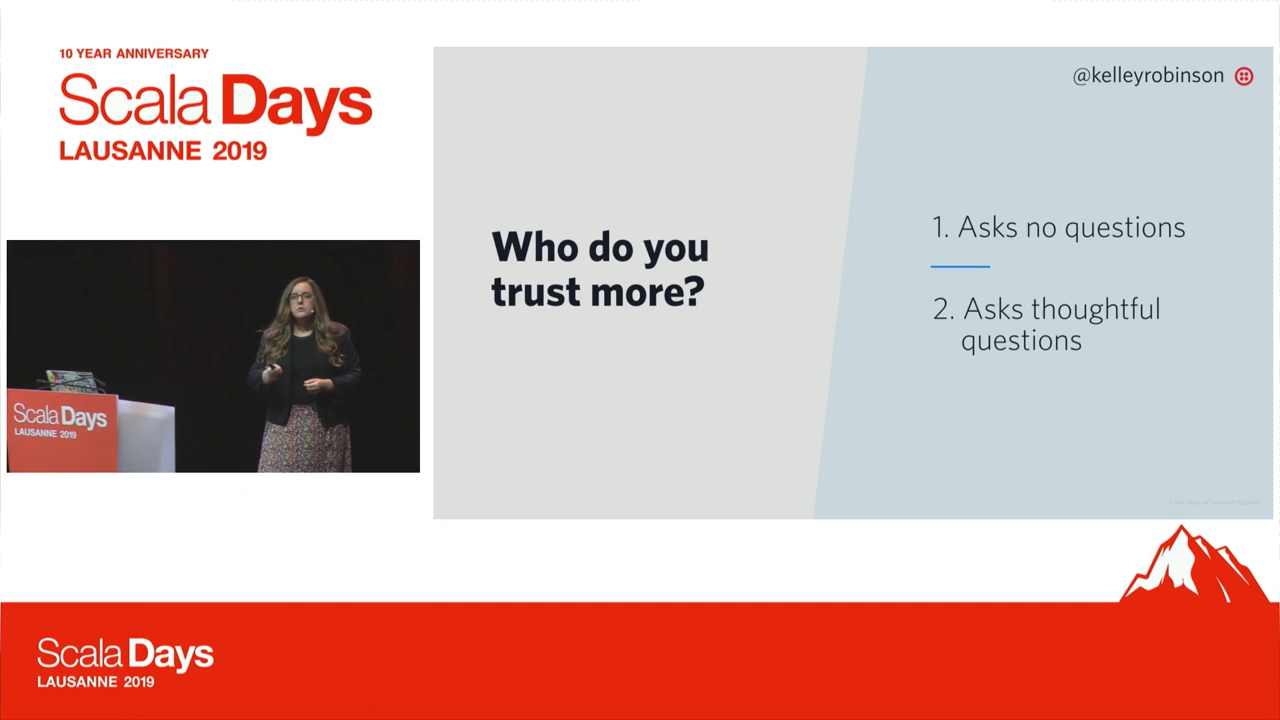 10 YEAR ANNIVERSARY
Scala Days
LAUSANNE 2019
@kelleyrobinson
Who do you
trust more?
1. Asks no questions
2. Asks thoughtful
questions
Scala Days
LAUSANNE 2019
Scala Days
LAUSANNE 2019